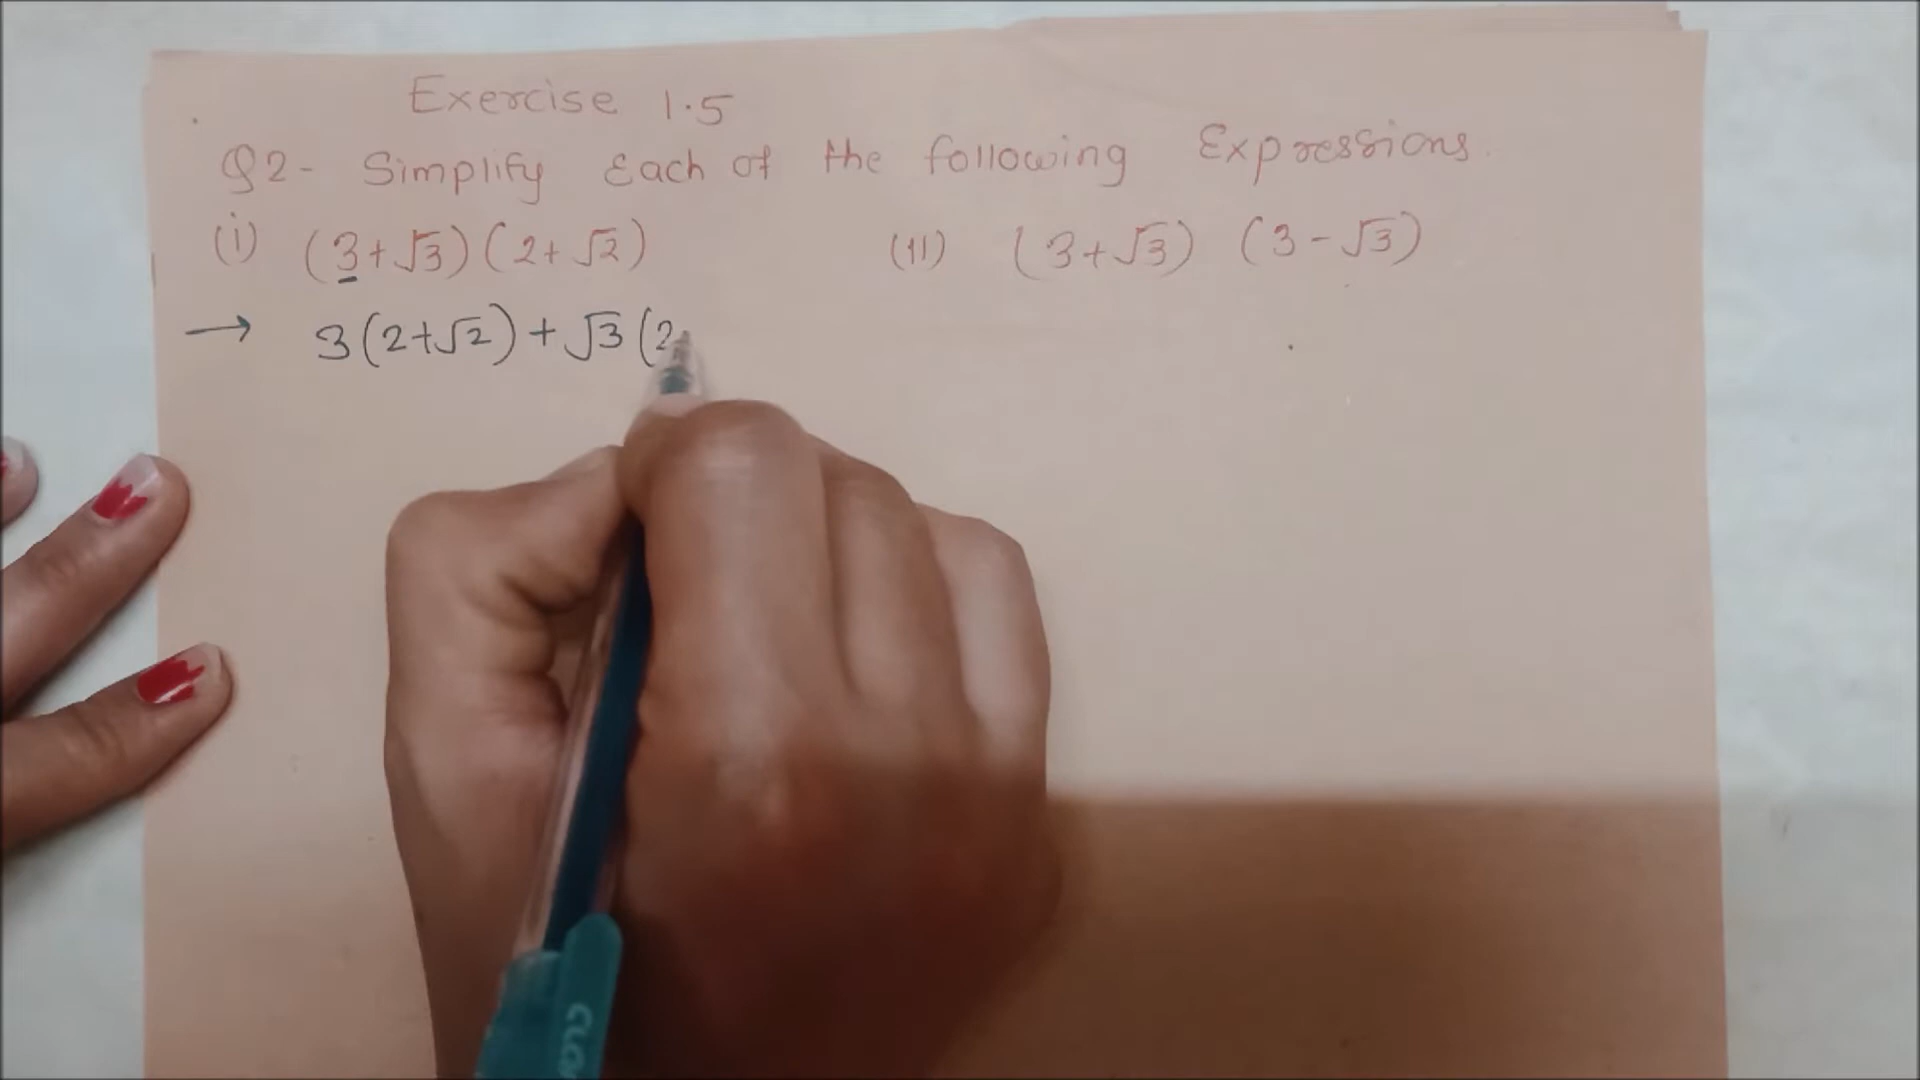 Exercise 1.5
Q2- Simplify Each of the following Expressions.
(i) (3+√3)(2+√2) (11) (3+√3) (3-√3)
→ 3(2+√2)+√3(2